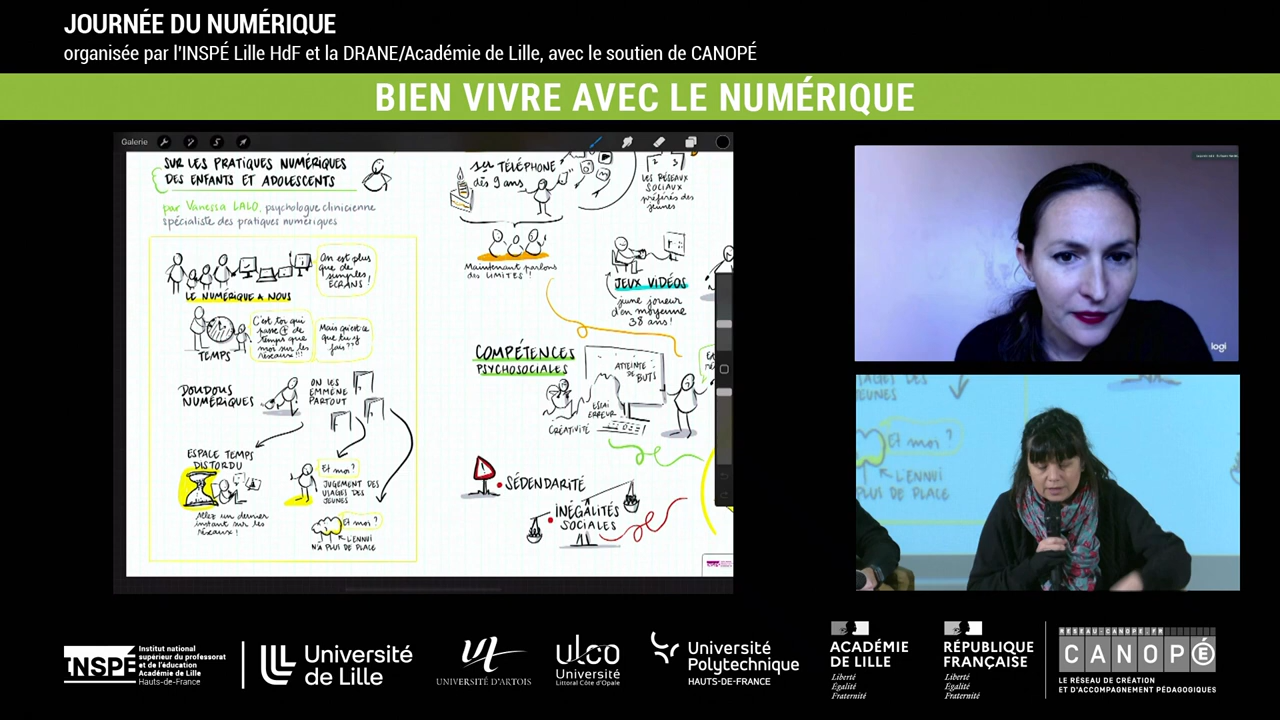 JOURNÉE DU NUMÉRIQUE
organisée par l'INSPÉ Lille HdF et la DRANE/Académie de Lille, avec le soutien de CANOPÉ
BIEN VIVRE AVEC LE NUMÉRIQUE
Galerie
SUR LES PRATIQUES NUMÉRIQUES
DES ENFANTS ET ADOLESCENTS
par Vanessa LALO, psychologue clinicienne
spécialiste des pratiques numériques
On est plus
que de
simples
ECRANS!
LE NUMÉRIQUE & NOUS
C'est toi qui
passe + de
temps que
moi sur les
réseaux!!!
Mais qu'est ce
que tu y
fais??
TEMPS
DOUDOUS
NUMÉRIQUES
ON LES
EMMÈNE
PARTOUT
ESPACE TEMPS
DISTORDU
Allez un dernier
instant sur les
réseaux!
Et moi?
JUGEMENT DES
USAGES DES
JEUNES
Et moi?
L'ENNUI
N'A PLUS DE PLACE
TÉLÉPHONE
dès 9 ans
LES RÉSEAUX
SOCIAUX
préférés des
jeunes
Maintenant parlons
des LIMITES!
JEUX VIDÉOS
jeune joueur
d'en moyenne
38 ans!
COMPÉTENCES
PSYCHOSOCIALES
ATTEINTE
DE BUTS
ESSAI
ERREUR
CRÉATIVITÉ
SÉDENDARITÉ
INÉGALITÉS
SOCIALES
logi
JEUNES
Et moi?
L'ENNUI
PLUS DE PLACE
INSPÉ
Institut national
supérieur du professorat
et de l'éducation
Académie de Lille
Hauts-de-France
Université
de Lille
UNIVERSITÉ D'ARTOIS
ULCO
Université
Littoral Côte d'Opale
Université
Polytechnique
HAUTS-DE-FRANCE
ACADÉMIE
DE LILLE
Liberté
Égalité
Fraternité
RÉPUBLIQUE
FRANÇAISE
Liberté
Égalité
Fraternité
RESEAU-CANOPE.FR
CANOPÉ
LE RÉSEAU DE CRÉATION
ET D'ACCOMPAGNEMENT PÉDAGOGIQUES